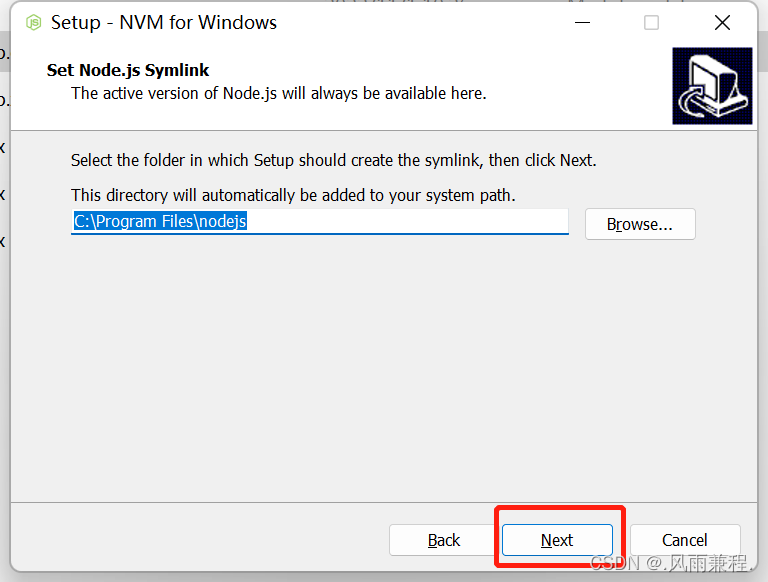 Setup - NVM for Windows
Set Node.js Symlink
The active version of Node.js will always be available here.
Select the folder in which Setup should create the symlink, then click Next.
This directory will automatically be added to your system path.
C:\Program Files\nodejs
Browse...
Back
Next
Cancel
CSDN @.风雨兼程.